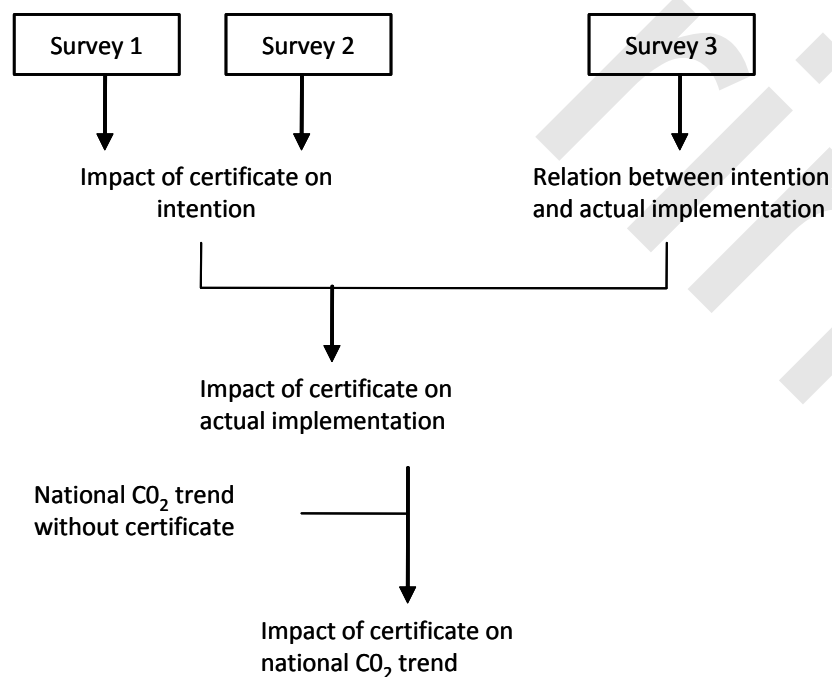 Survey 1
Survey 2
Survey 3
Impact of certificate on
intention
Relation between intention
and actual implementation
Impact of certificate on
actual implementation
National C0₂ trend
without certificate
Impact of certificate on
national C0₂ trend